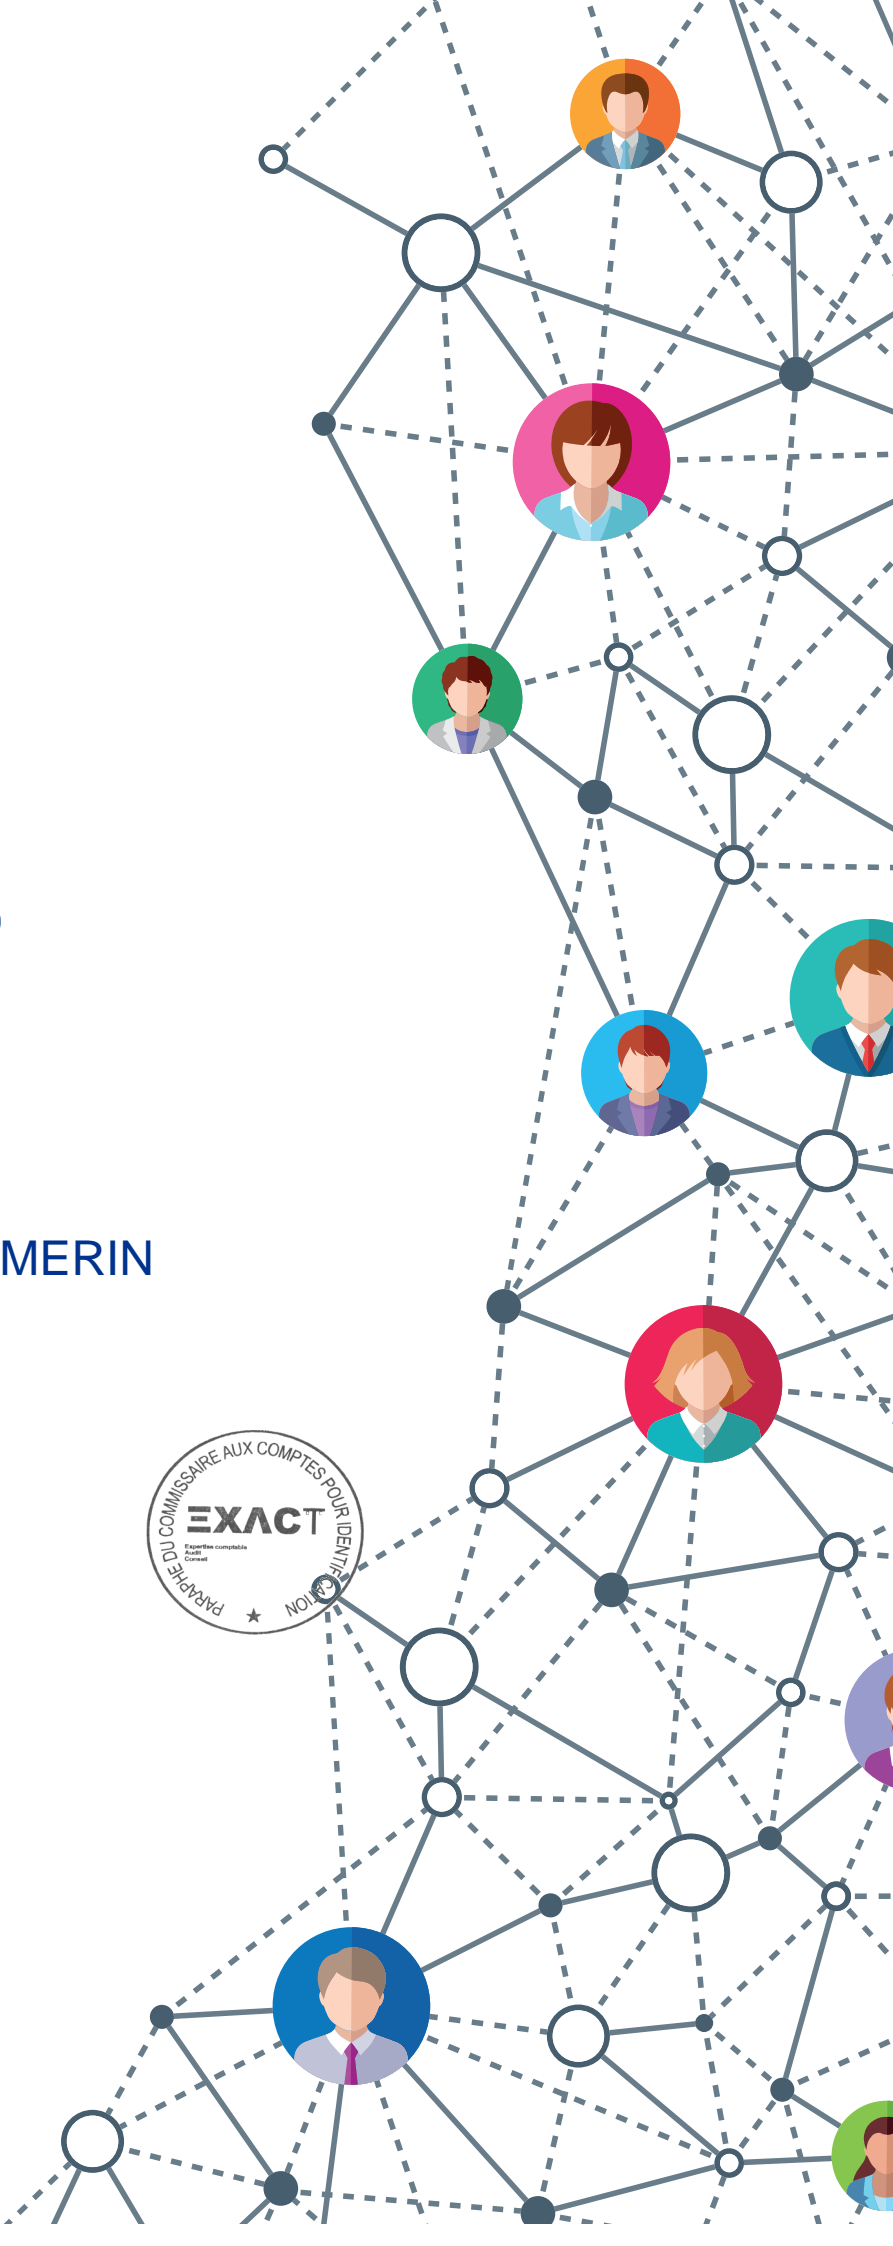 MERIN
PARAPHE DU COMMISSAIRE AUX COMPTES POUR IDENTIFICATION
EXACT
Expertise comptable
Audit
Conseil